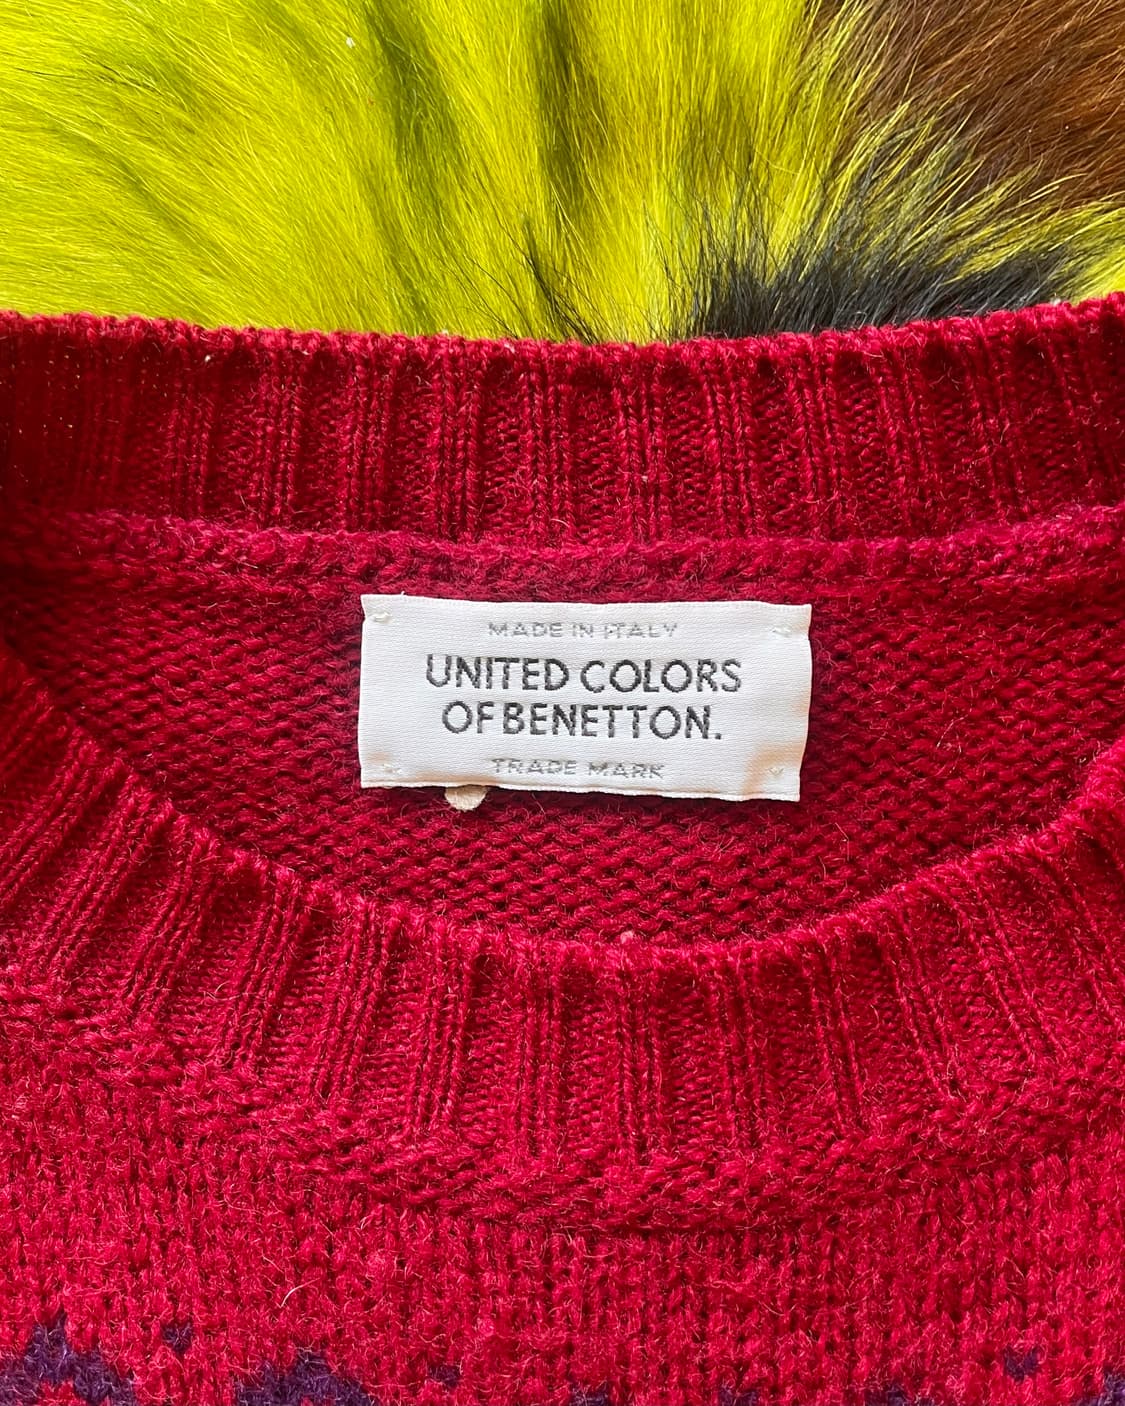 MADE IN ITALY
UNITED COLORS
OF BENETTON.
TRADE MARK